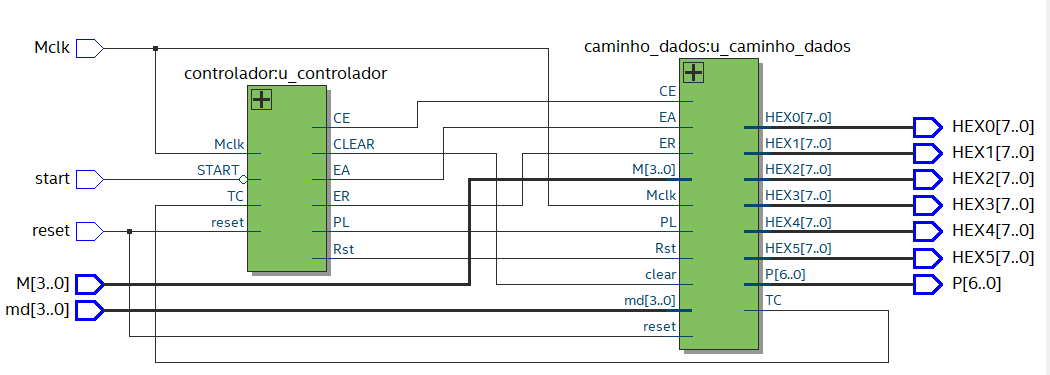 Mclk
start
reset
M[3..0]
md[3..0]
controlador:u_controlador
Mclk
START
TC
reset
CE
CLEAR
EA
ER
PL
Rst
caminho_dados:u_caminho_dados
CE
EA
ER
M[3..0]
Mclk
PL
Rst
clear
md[3..0]
reset
HEX0[7..0]
HEX1[7..0]
HEX2[7..0]
HEX3[7..0]
HEX4[7..0]
HEX5[7..0]
P[6..0]
TC
HEX0[7..0]
HEX1[7..0]
HEX2[7..0]
HEX3[7..0]
HEX4[7..0]
HEX5[7..0]
P[6..0]